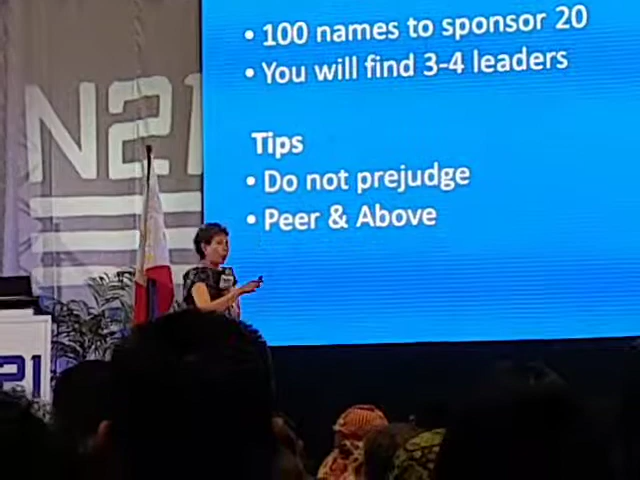 • 100 names to sponsor 20
• You will find 3-4 leaders
Tips
• Do not prejudge
• Peer & Above
N21
21